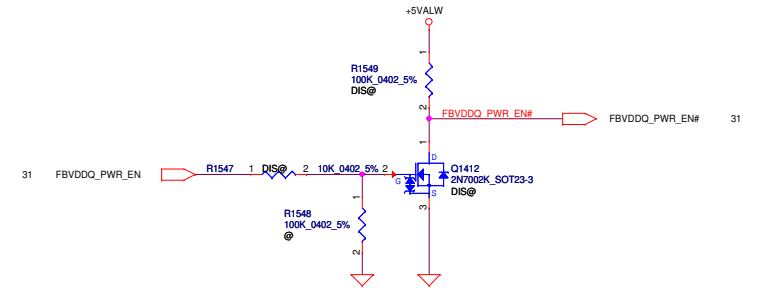 +5VALW
1
R1549
100K_0402_5%
DIS@
2
FBVDDQ_PWR_EN#
FBVDDQ_PWR_EN# 31
1
D
Q1412
2N7002K_SOT23-3
DIS@
G
S
3
31 FBVDDQ_PWR_EN
R1547 1 DIS@ 2 10K_0402_5% 2
1
R1548
100K_0402_5%
@
2